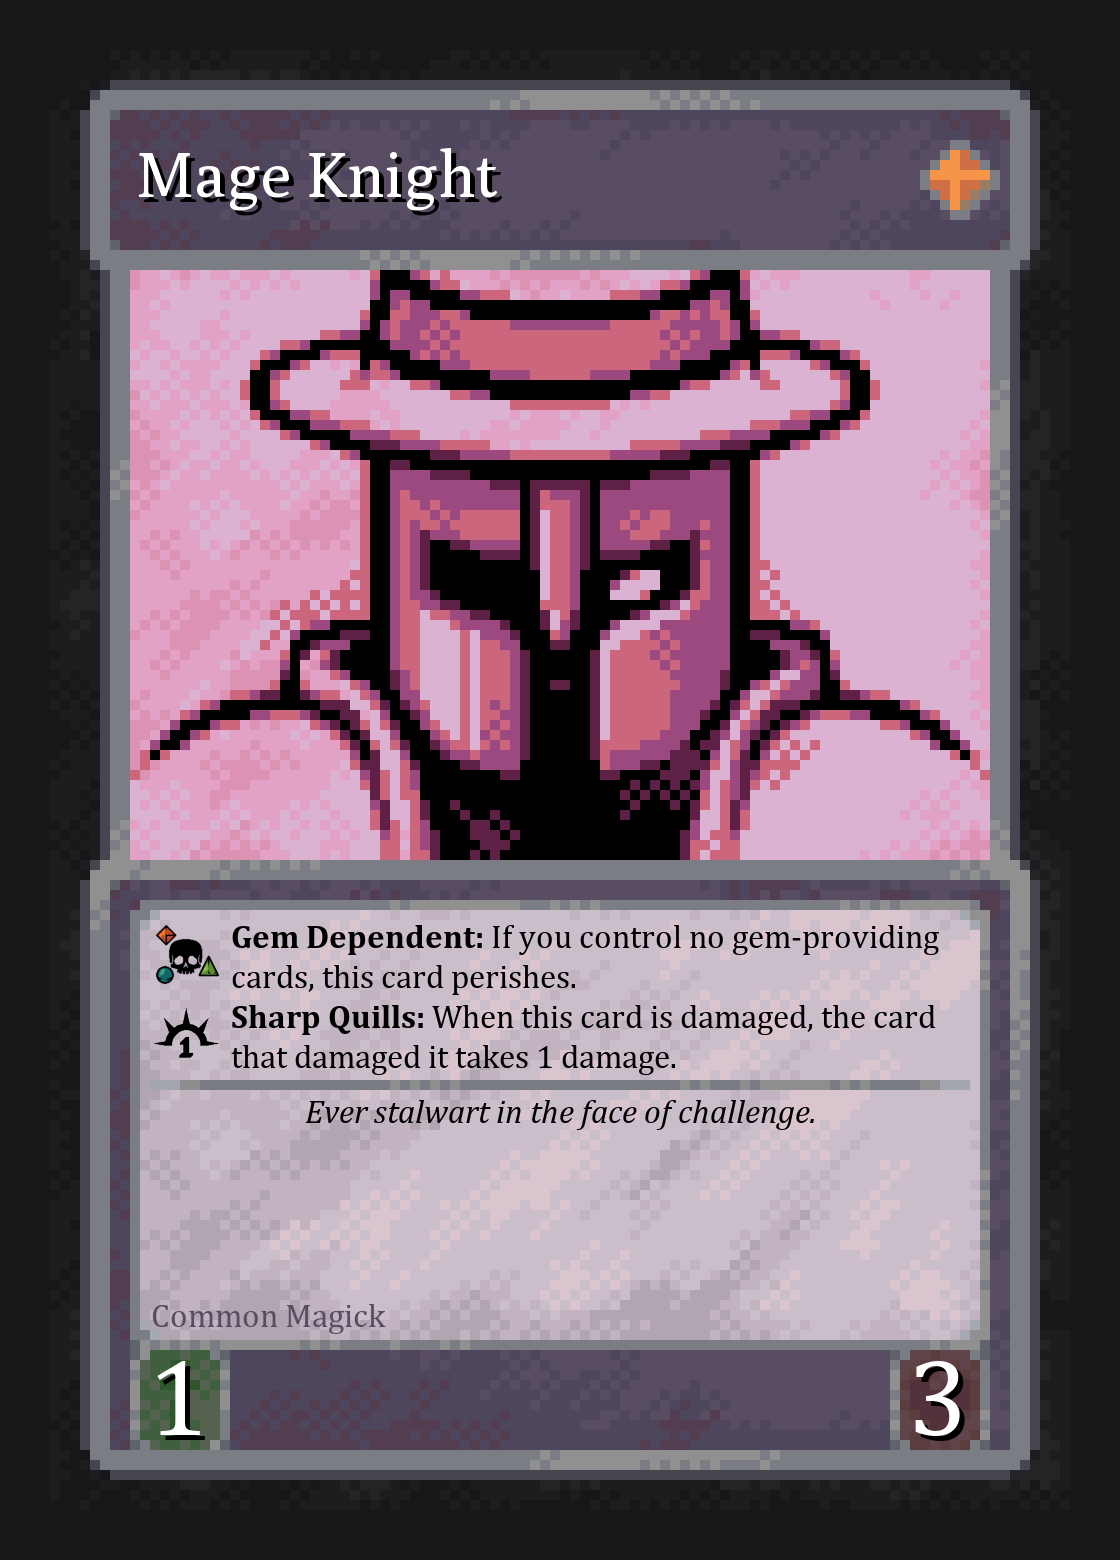 Mage Knight
Gem Dependent: If you control no gem-providing
cards, this card perishes.
1
Sharp Quills: When this card is damaged, the card
that damaged it takes 1 damage.
Ever stalwart in the face of challenge.
Common Magick
1
3